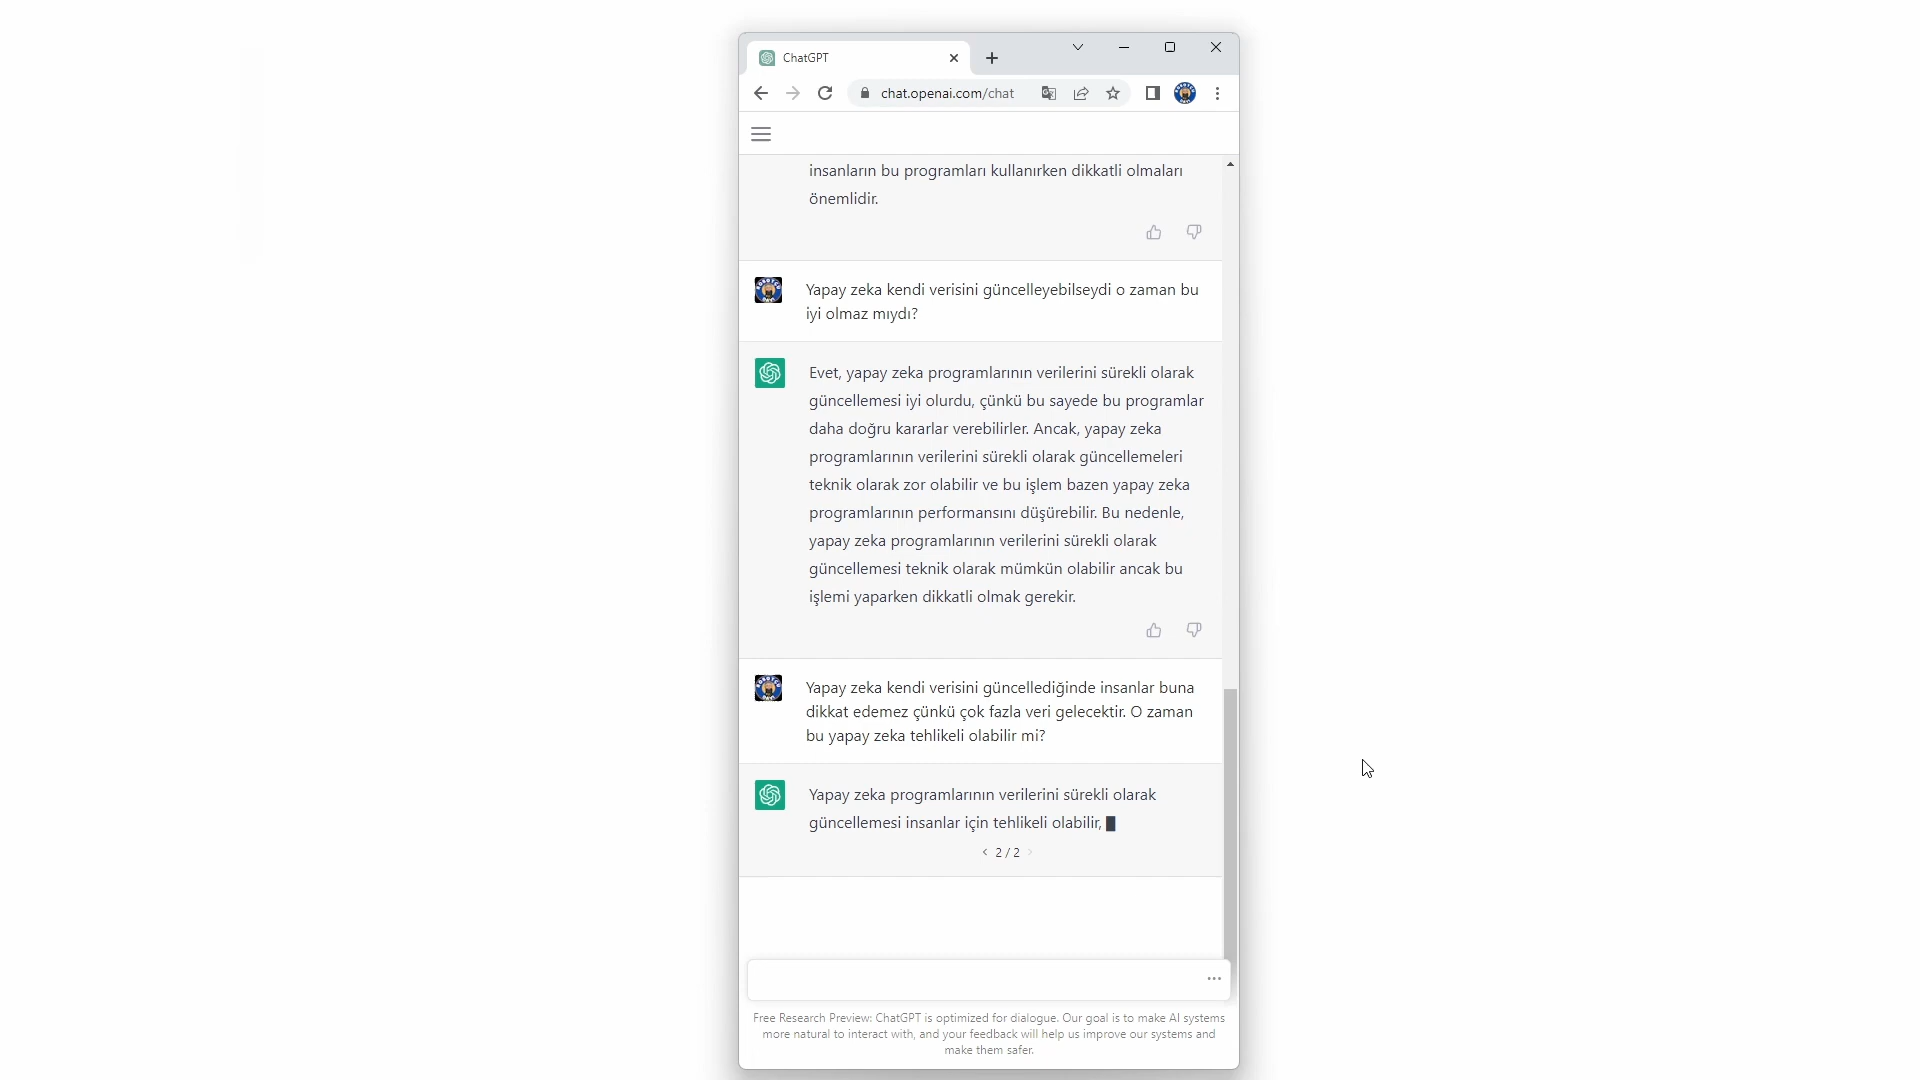 ChatGPT
chat.openai.com/chat
insanların bu programları kullanırken dikkatli olmaları
önemlidir.
Yapay zeka kendi verisini güncelleyebilseydi o zaman bu
iyi olmaz mıydı?
Evet, yapay zeka programlarının verilerini sürekli olarak
güncellemesi iyi olurdu, çünkü bu sayede bu programlar
daha doğru kararlar verebilirler. Ancak, yapay zeka
programlarının verilerini sürekli olarak güncellemeleri
teknik olarak zor olabilir ve bu işlem bazen yapay zeka
programlarının performansını düşürebilir. Bu nedenle,
yapay zeka programlarının verilerini sürekli olarak
güncellemesi teknik olarak mümkün olabilir ancak bu
işlemi yaparken dikkatli olmak gerekir.
Yapay zeka kendi verisini güncellediğinde insanlar buna
dikkat edemez çünkü çok fazla veri gelecektir. O zaman
bu yapay zeka tehlikeli olabilir mi?
Yapay zeka programlarının verilerini sürekli olarak
güncellemesi insanlar için tehlikeli olabilir,
< 2 / 2 >
Free Research Preview: ChatGPT is optimized for dialogue. Our goal is to make AI systems
more natural to interact with, and your feedback will help us improve our systems and
make them safer.